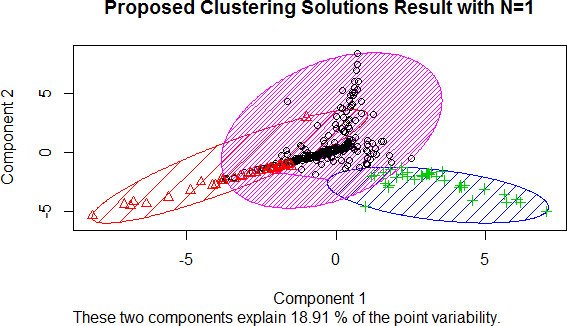 Proposed Clustering Solutions Result with N=1
Component 2
5
0
-5
-5
0
5
Component 1
These two components explain 18.91 % of the point variability.